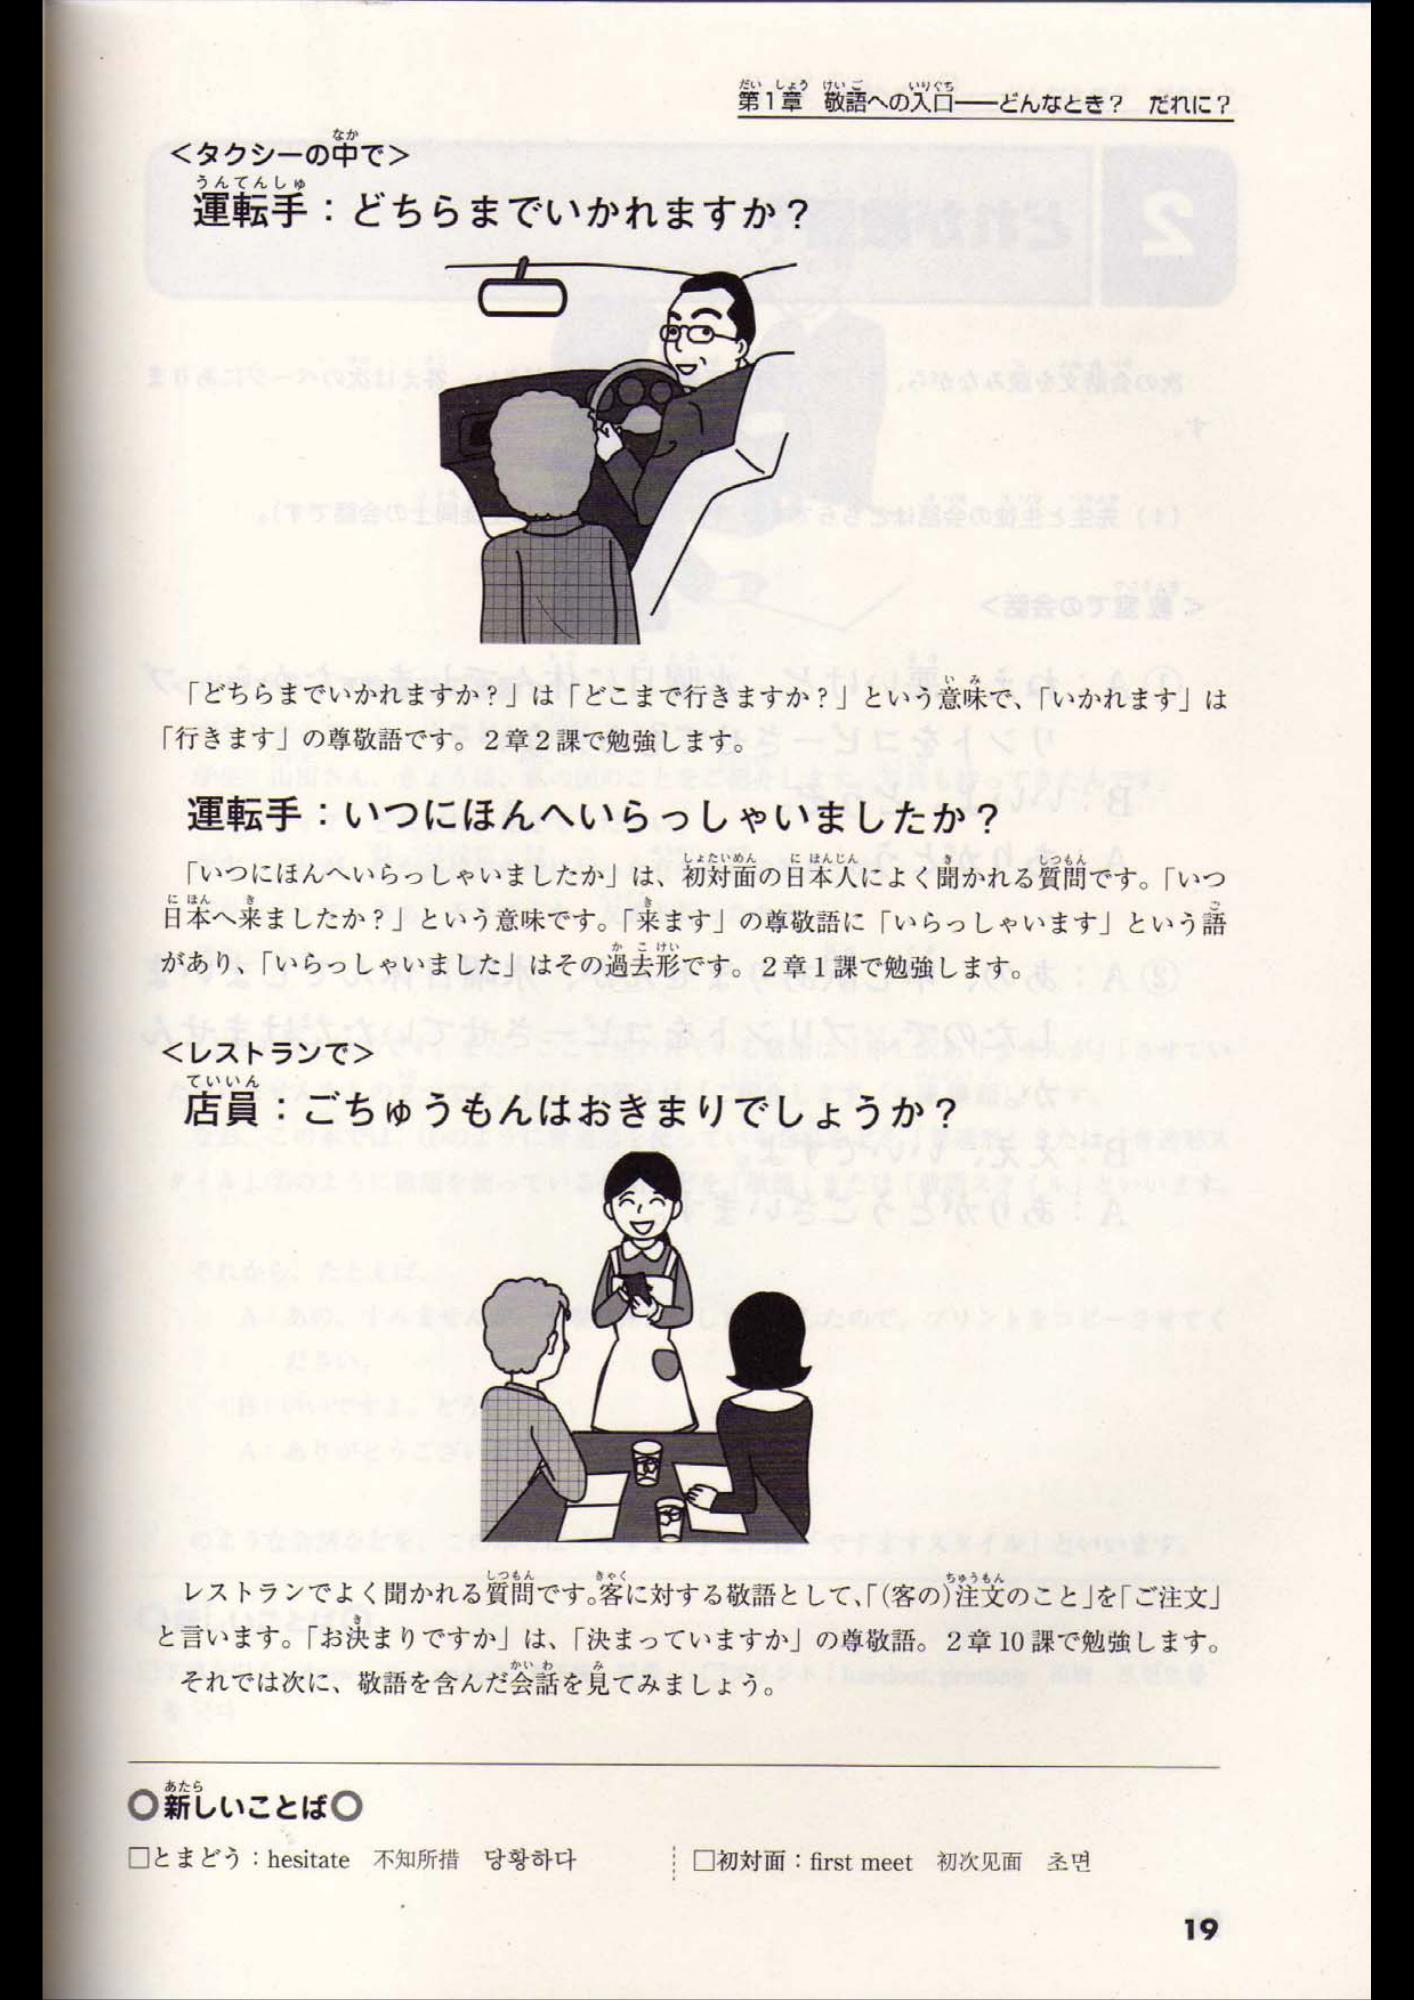 第1章　敬語への入口――どんなとき？　だれに？
＜タクシーの中で＞
運転手：どちらまでいかれますか？
「どちらまでいかれますか？」は「どこまで行きますか？」という意味で、「いかれます」は
「行きます」の尊敬語です。２章２課で勉強します。
運転手：いつにほんへいらっしゃいましたか？
「いつにほんへいらっしゃいましたか」は、初対面の日本人によく聞かれる質問です。「いつ
日本へ来ましたか？」という意味です。「来ます」の尊敬語に「いらっしゃいます」という語
があり、「いらっしゃいました」はその過去形です。２章１課で勉強します。
＜レストランで＞
店員：ごちゅうもんはおきまりでしょうか？
レストランでよく聞かれる質問です。客に対する敬語として、「(客の)注文のこと」を「ご注文」
と言います。「お決まりですか」は、「決まっていますか」の尊敬語。２章10課で勉強します。
それでは次に、敬語を含んだ会話を見てみましょう。
○新しいことば○
□とまどう：hesitate　不知所措　당황하다
□初対面：first meet　初次见面　초면
19